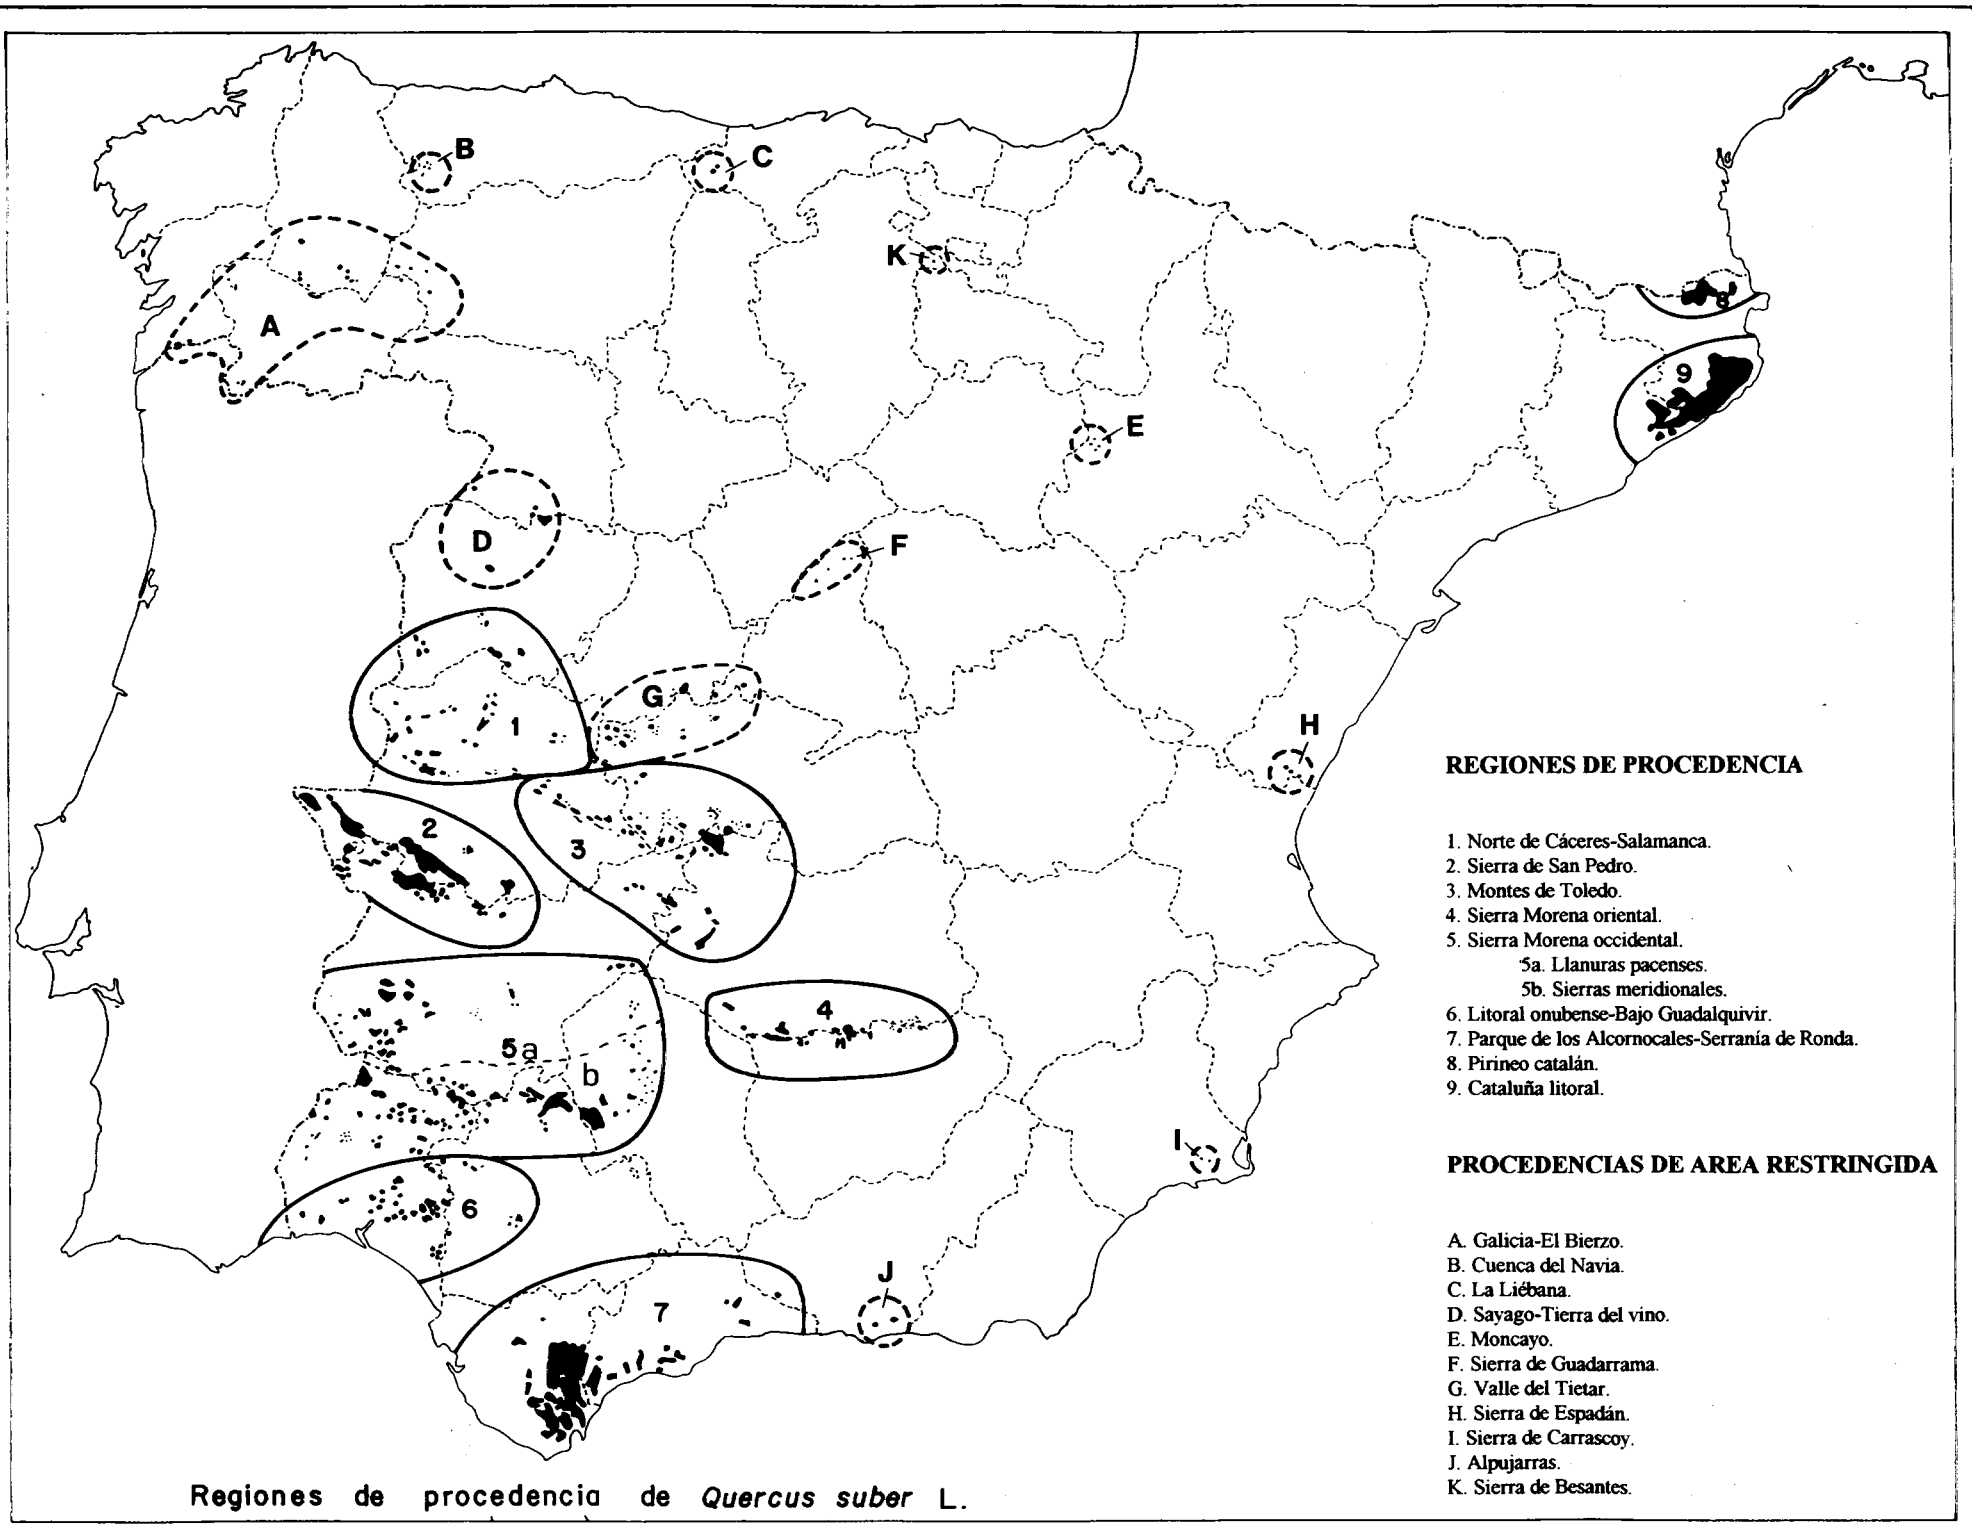 B
C
K
A
8
9
E
D
F
G
1
H
2
3
4
5a
b
I
6
J
7
REGIONES DE PROCEDENCIA
1. Norte de Cáceres-Salamanca.
2. Sierra de San Pedro.
3. Montes de Toledo.
4. Sierra Morena oriental.
5. Sierra Morena occidental.
5a. Llanuras pacenses.
5b. Sierras meridionales.
6. Litoral onubense-Bajo Guadalquivir.
7. Parque de los Alcornocales-Serranía de Ronda.
8. Pirineo catalán.
9. Cataluña litoral.
PROCEDENCIAS DE AREA RESTRINGIDA
A. Galicia-El Bierzo.
B. Cuenca del Navia.
C. La Liébana.
D. Sayago-Tierra del vino.
E. Moncayo.
F. Sierra de Guadarrama.
G. Valle del Tietar.
H. Sierra de Espadán.
I. Sierra de Carrascoy.
J. Alpujarras.
K. Sierra de Besantes.
Regiones de procedencia de Quercus suber L.